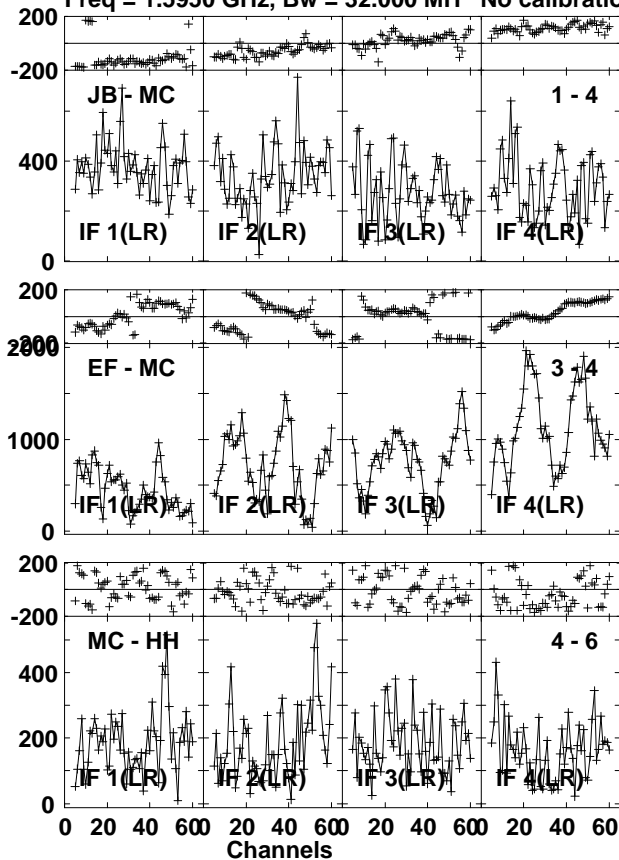 Freq = 1.5950 GHz, Bw = 32.000 MH No calibratio
200
-200
JB - MC 1 - 4
400
IF 1(LR) IF 2(LR) IF 3(LR) IF 4(LR)
0
200
-200
2000
EF - MC 3 - 4
1000
IF 1(LR) IF 2(LR) IF 3(LR) IF 4(LR)
0
200
-200
MC - HH 4 - 6
400
200
IF 1(LR) IF 2(LR) IF 3(LR) IF 4(LR)
0
0 20 40 60 0 20 40 60 0 20 40 60 0 20 40 60
Channels